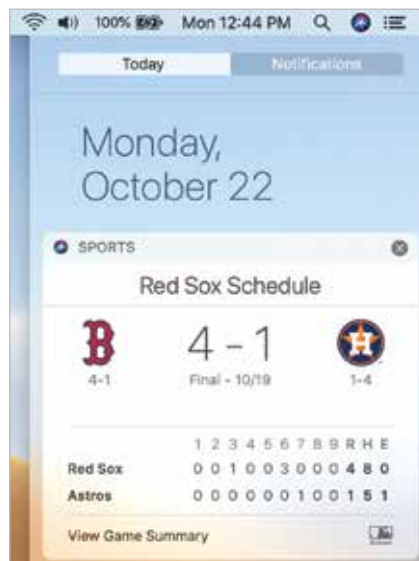 100% Mon 12:44 PM
Today Notifications
Monday,
October 22
SPORTS
Red Sox Schedule
B 4 - 1 H
4-1 Final - 10/19 1-4
1 2 3 4 5 6 7 8 9 R H E
Red Sox 0 0 1 0 0 3 0 0 0 4 8 0
Astros 0 0 0 0 0 0 1 0 0 1 5 1
View Game Summary